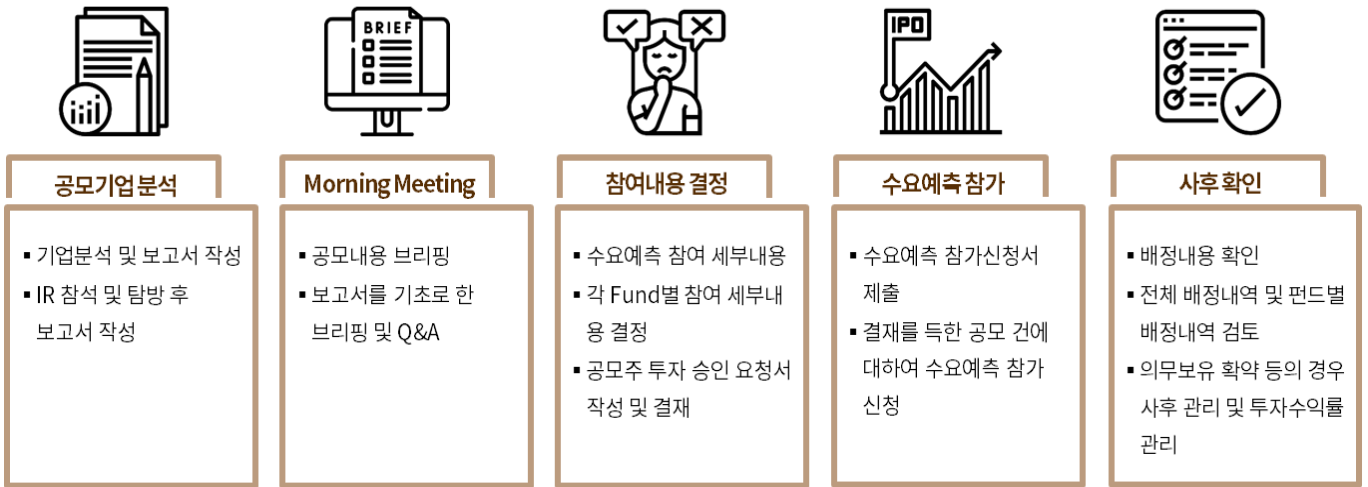 BRIEF
IPO
공모기업 분석
▪ 기업분석 및 보고서 작성
▪ IR 참석 및 탐방 후
보고서 작성
Morning Meeting
▪ 공모내용 브리핑
▪ 보고서를 기초로 한
브리핑 및 Q&A
참여내용 결정
▪ 수요예측 참여 세부내용
▪ 각 Fund별 참여 세부내
용 결정
▪ 공모주 투자 승인 요청서
작성 및 결재
수요예측 참가
▪ 수요예측 참가신청서
제출
▪ 결재를 득한 공모 건에
대하여 수요예측 참가
신청
사후 확인
▪ 배정내용 확인
▪ 전체 배정내역 및 펀드별
배정내역 검토
▪ 의무보유 확약 등의 경우
사후 관리 및 투자수익률
관리